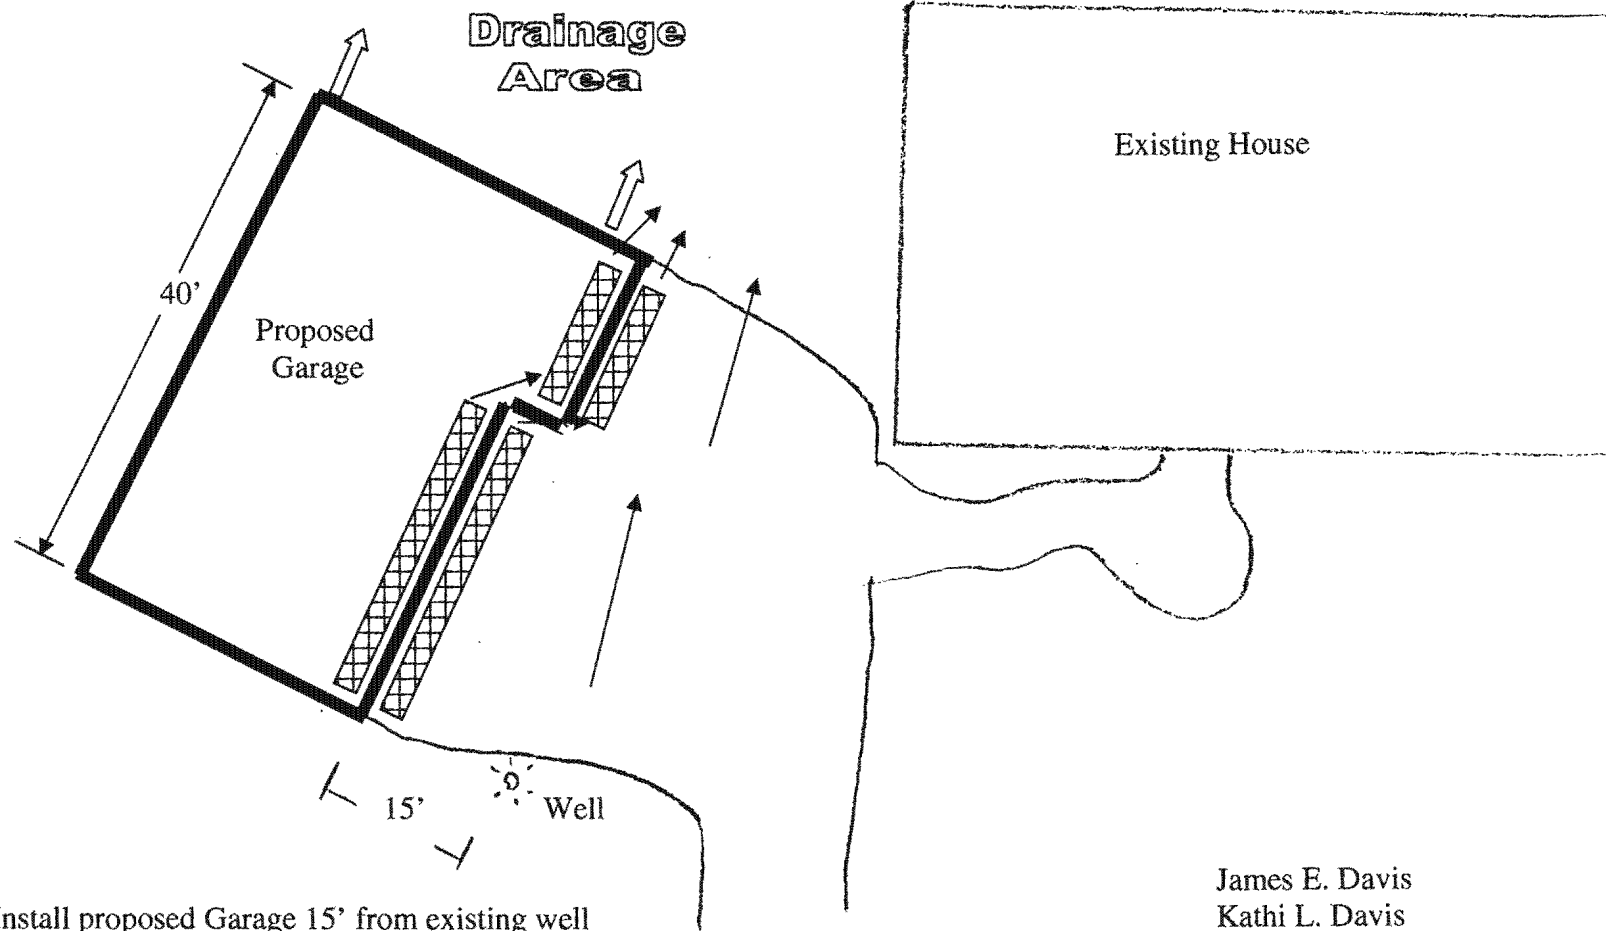 Drainage
Area
Existing House
40’
Proposed
Garage
15’
Well
Install proposed Garage 15’ from existing well
James E. Davis
Kathi L. Davis